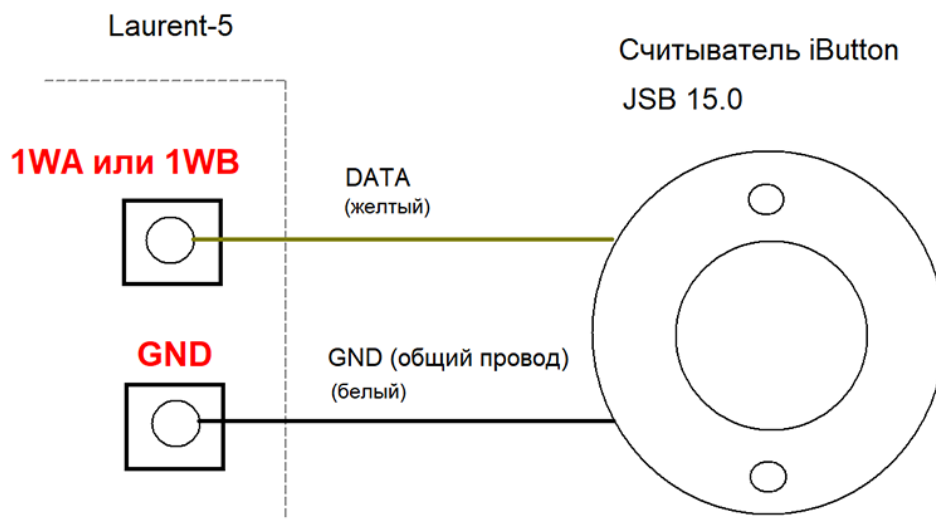 Laurent-5
Считыватель iButton
JSB 15.0
1WA или 1WB
DATA
(желтый)
GND
GND (общий провод)
(белый)